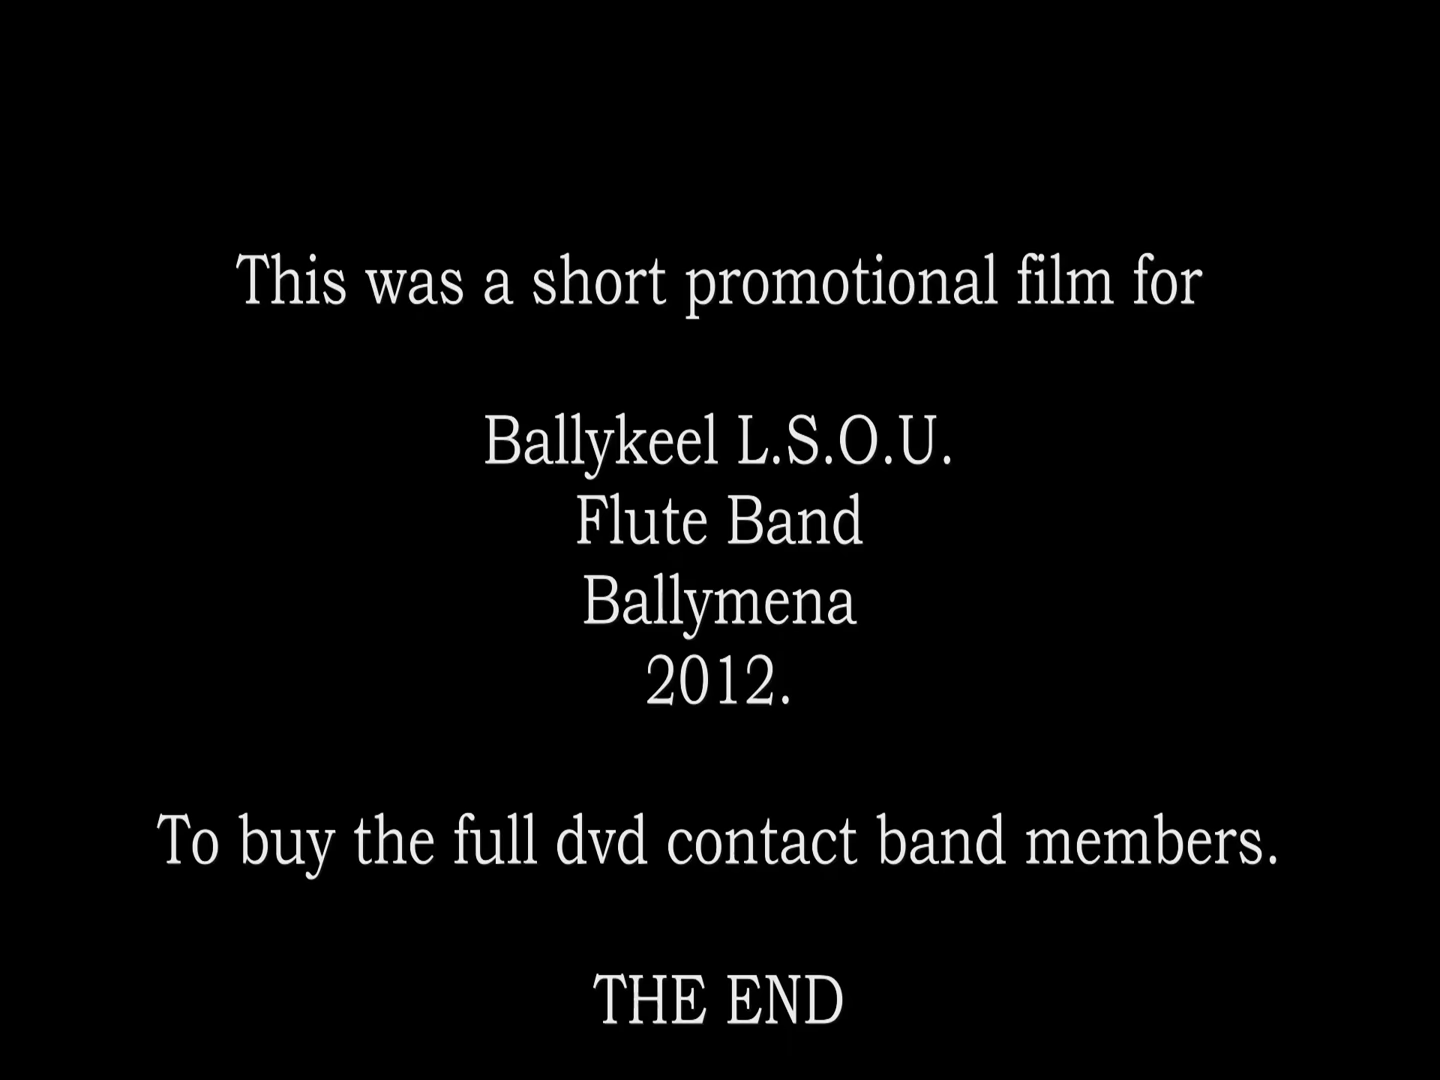 This was a short promotional film for
Ballykeel L.S.O.U.
Flute Band
Ballymena
2012.
To buy the full dvd contact band members.
THE END